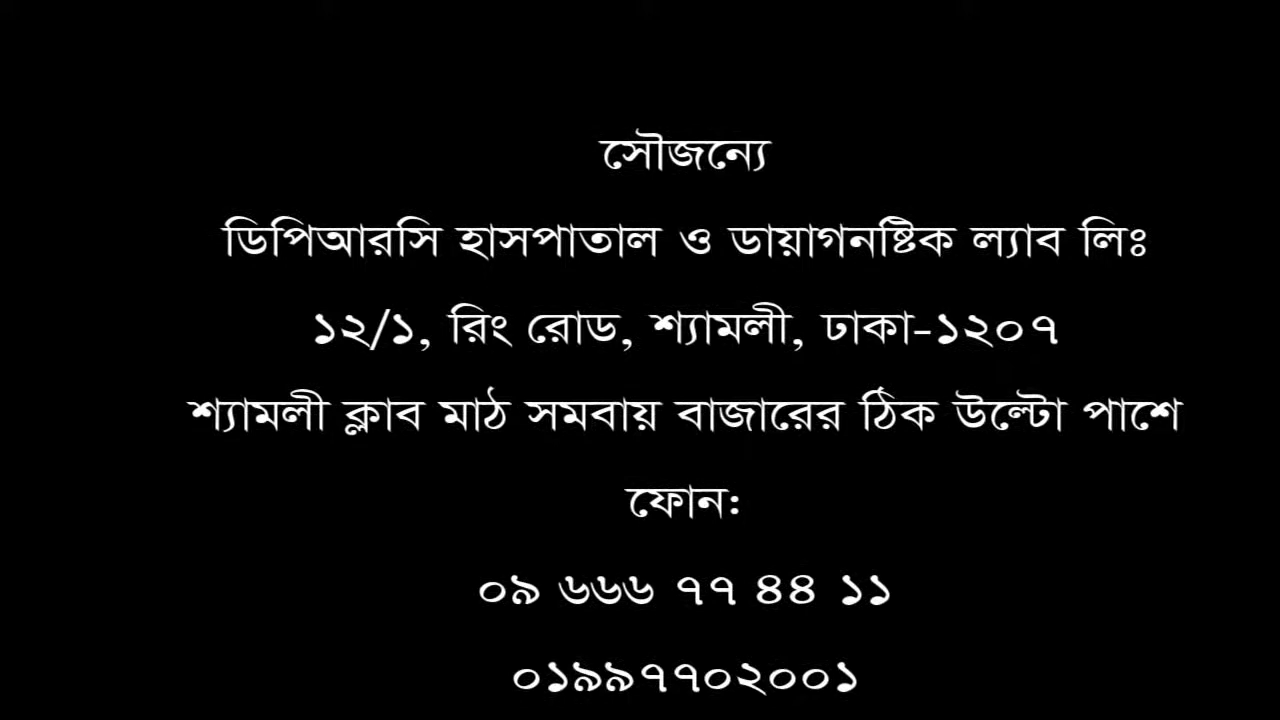 সৌজন্যে
ডিপিআরসি হাসপাতাল ও ডায়াগনষ্টিক ল্যাব লিঃ
১২/১, রিং রোড, শ্যামলী, ঢাকা-১২০৭
শ্যামলী ক্লাব মাঠ সমবায় বাজারের ঠিক উল্টো পাশে
ফোন:
০৯ ৬৬৬ ৭৭ ৪৪ ১১
০১৯৯৭৭০২০০১